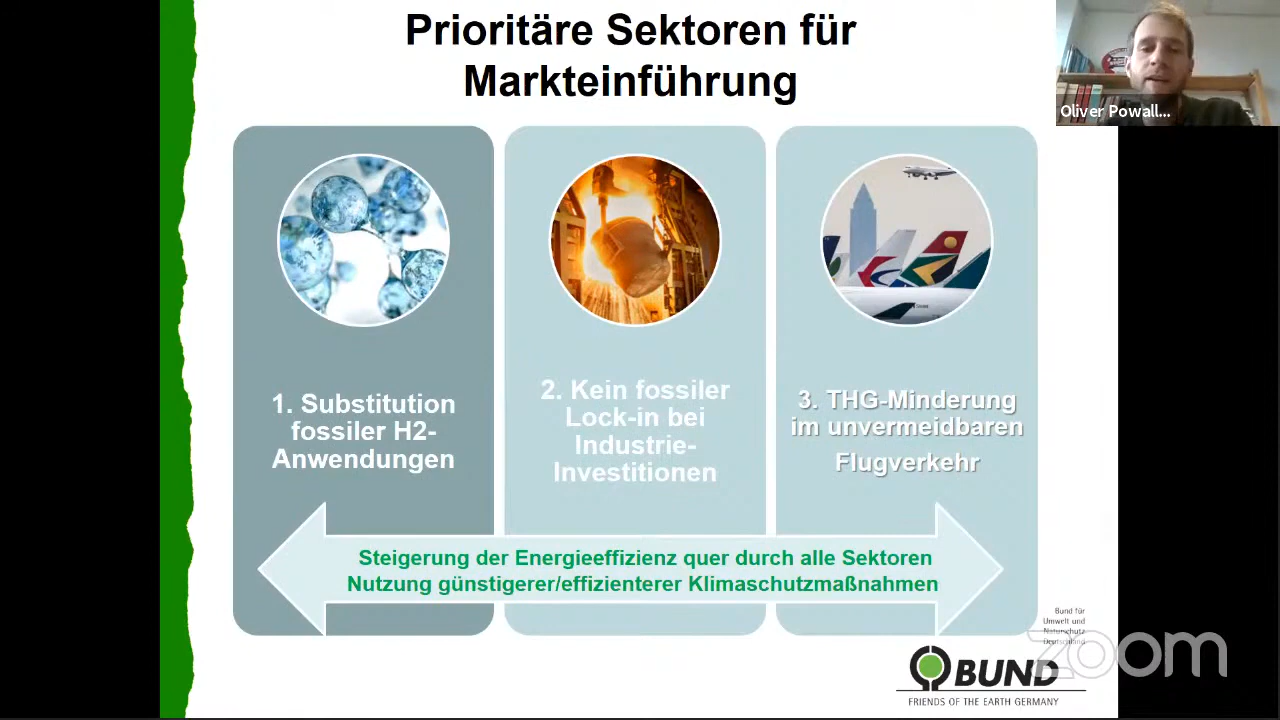 Prioritäre Sektoren für
Markteinführung
Oliver Powall...
1. Substitution
fossiler H2-
Anwendungen
2. Kein fossiler
Lock-in bei
Industrie-
Investitionen
3. THG-Minderung
im unvermeidbaren
Flugverkehr
Steigerung der Energieeffizienz quer durch alle Sektoren
Nutzung günstigerer/effizienterer Klimaschutzmaßnahmen
Bund für
Umwelt und
Naturschutz
Deutschland
zoom
BUND
FRIENDS OF THE EARTH GERMANY